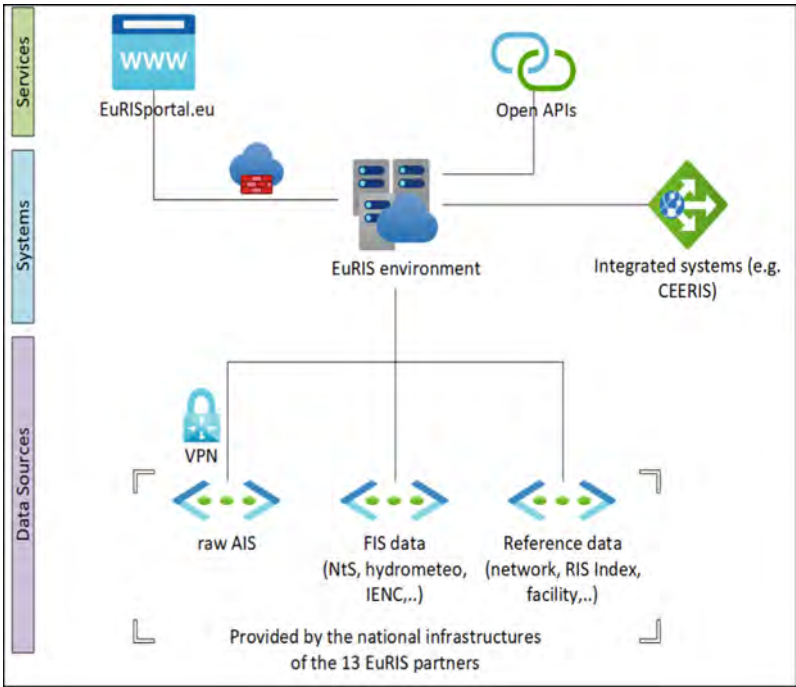 Services
WWW
EuRISportal.eu
Open APIs
Systems
EuRIS environment
Integrated systems (e.g.
CEERIS)
Data Sources
VPN
raw AIS
FIS data
(NtS, hydrometeo,
IENC,..)
Reference data
(network, RIS Index,
facility,..)
Provided by the national infrastructures
of the 13 EuRIS partners